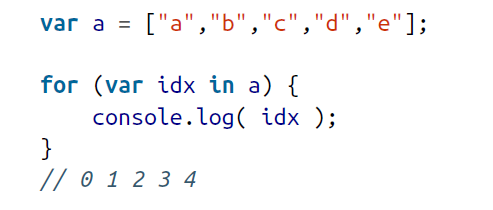 var a = ["a","b","c","d","e"];
for (var idx in a) {
    console.log( idx );
}
// 0 1 2 3 4